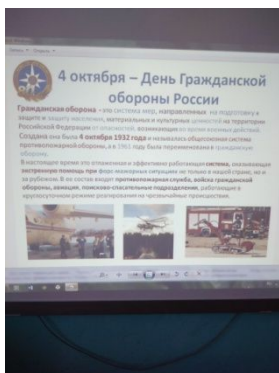 4 октября – День Гражданской
обороны России
Гражданская оборона - это система мер, направленных на подготовку к
защите и защиту населения, материальных и культурных ценностей на территории
Российской Федерации от опасностей, возникающих во время военных действий.
Создана она была 4 октября 1932 года и называлась общесоюзная система
противопожарной обороны, а в 1961 году была переименована в гражданскую
оборону.
В настоящее время это отлаженная и эффективно работающая система, оказывающая
экстренную помощь при форс мажорных ситуациях не только в нашей стране, но и
за рубежом. В ее состав входят противопожарная служба, войска гражданской
обороны, авиация, поисково-спасательные подразделения, работающие в
круглосуточном режиме реагирования на чрезвычайные происшествия.